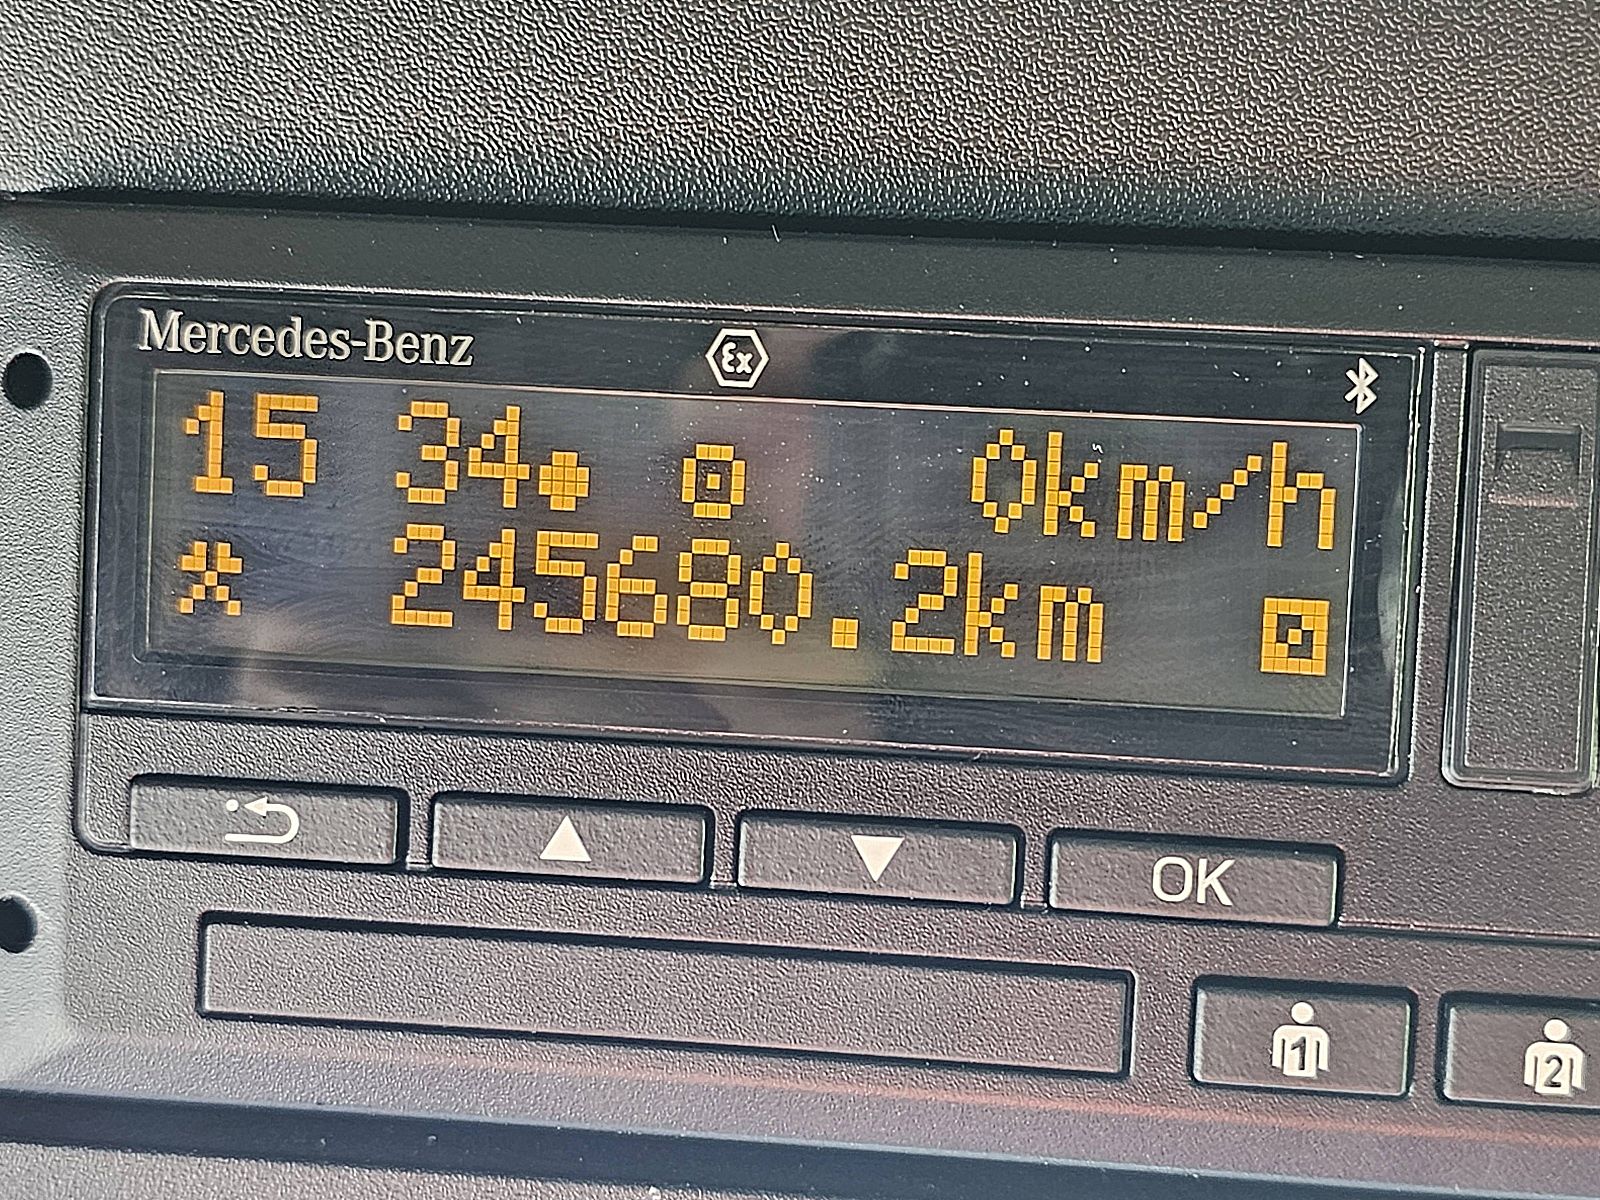 Mercedes-Benz
Ex
15 34● 0km/h
245680.2km
OK
1
2